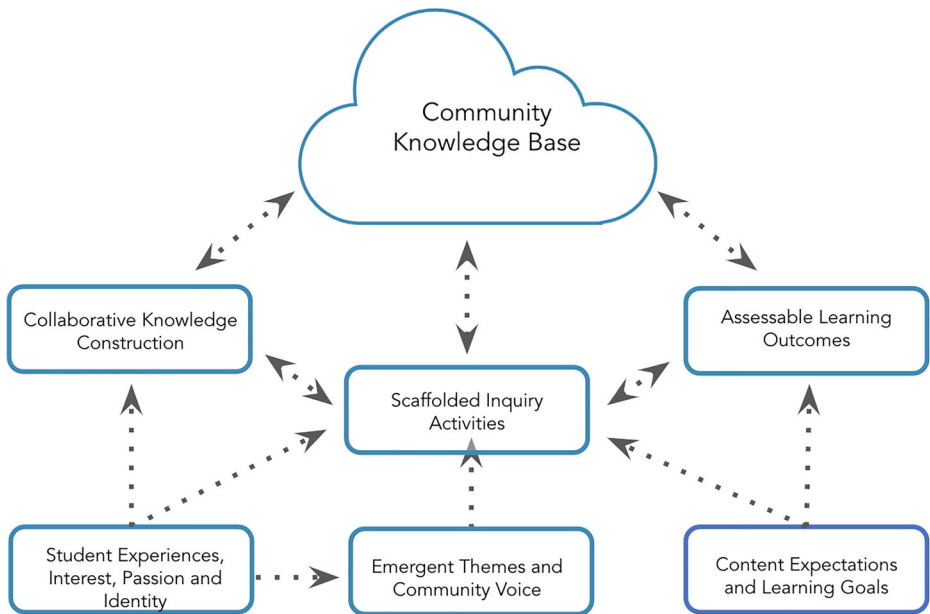 Community
Knowledge Base
Collaborative Knowledge
Construction
Assessable Learning
Outcomes
Scaffolded Inquiry
Activities
Student Experiences,
Interest, Passion and
Identity
Emergent Themes and
Community Voice
Content Expectations
and Learning Goals